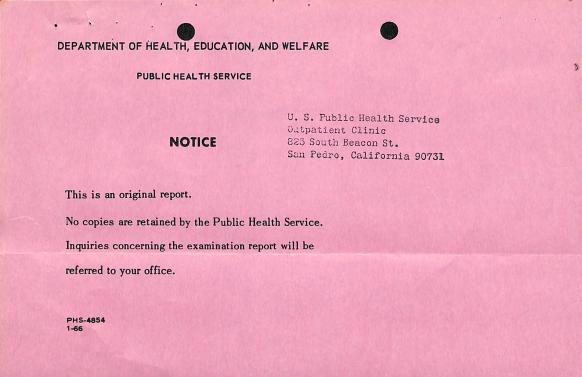 DEPARTMENT OF HEALTH, EDUCATION, AND WELFARE
PUBLIC HEALTH SERVICE
U. S. Public Health Service
Outpatient Clinic
825 South Beacon St.
San Pedro, California 90731
NOTICE
This is an original report.
No copies are retained by the Public Health Service.
Inquiries concerning the examination report will be
referred to your office.
PHS-4854
1-66